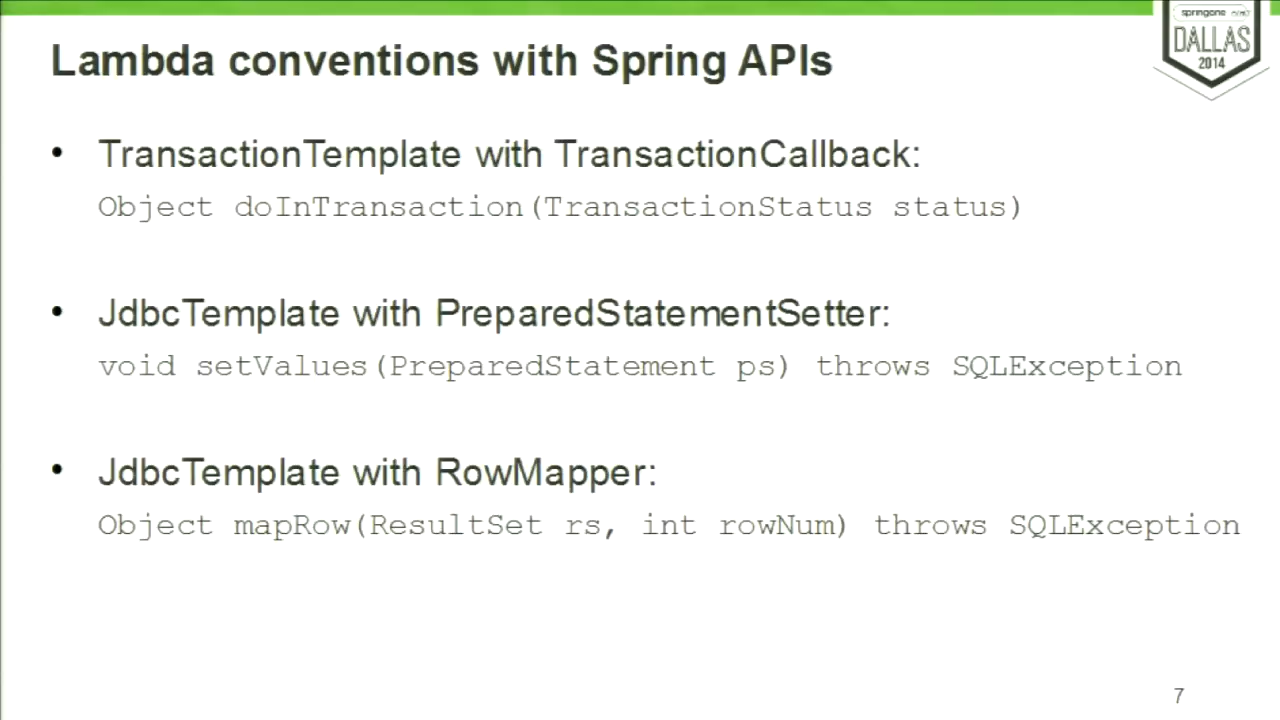 springone
DALLAS
2014
Lambda conventions with Spring APIs
• TransactionTemplate with TransactionCallback:
Object doInTransaction(TransactionStatus status)
• JdbcTemplate with PreparedStatementSetter:
void setValues(PreparedStatement ps) throws SQLException
• JdbcTemplate with RowMapper:
Object mapRow(ResultSet rs, int rowNum) throws SQLException
7